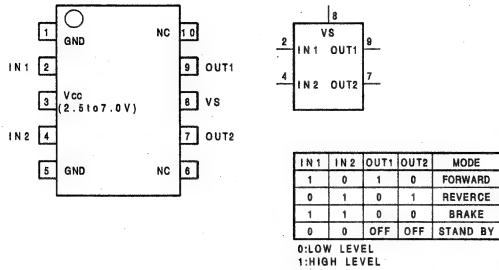 1 GND NC 10
IN1 2 9 OUT1
3 Vcc (2.5to7.0V) 8 VS
IN2 4 7 OUT2
5 GND NC 6
8
VS
2 IN1 OUT1 9
4 IN2 OUT2 7
IN1 IN2 OUT1 OUT2 MODE
1 0 1 0 FORWARD
0 1 0 1 REVERCE
1 1 0 0 BRAKE
0 0 OFF OFF STAND BY
0:LOW LEVEL
1:HIGH LEVEL